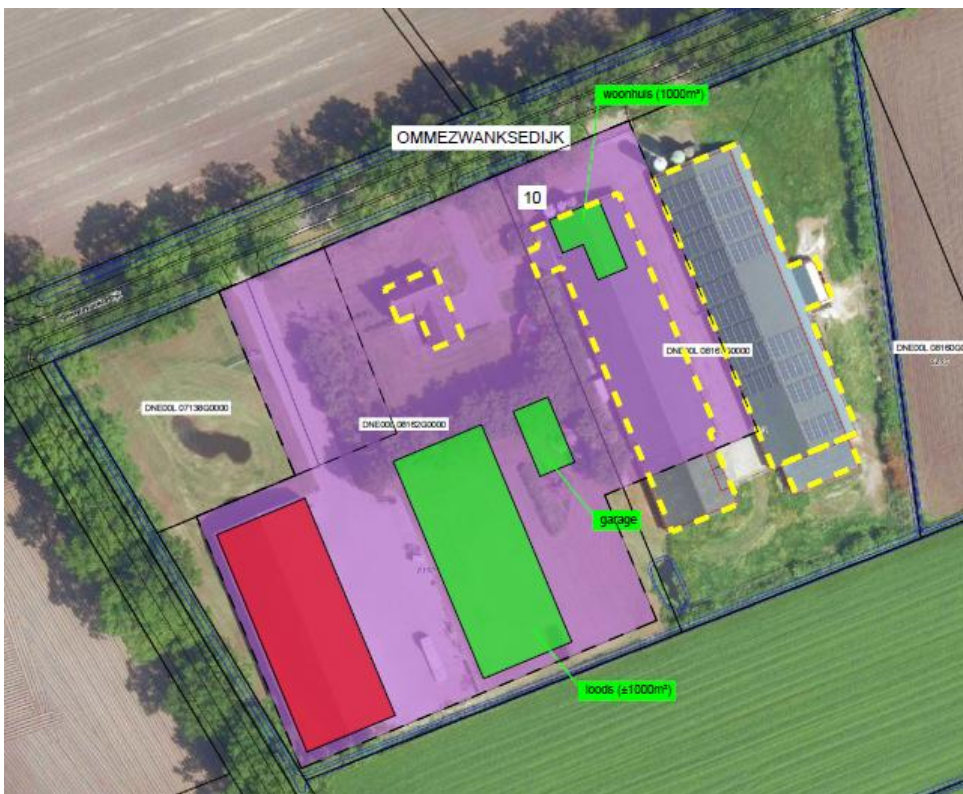 woonhuis (1000m²)
OMMEZWANKSEDIJK
10
DNE00L 07138G0000
DNE00L 08162G0000
garage
loods (±1000m²)